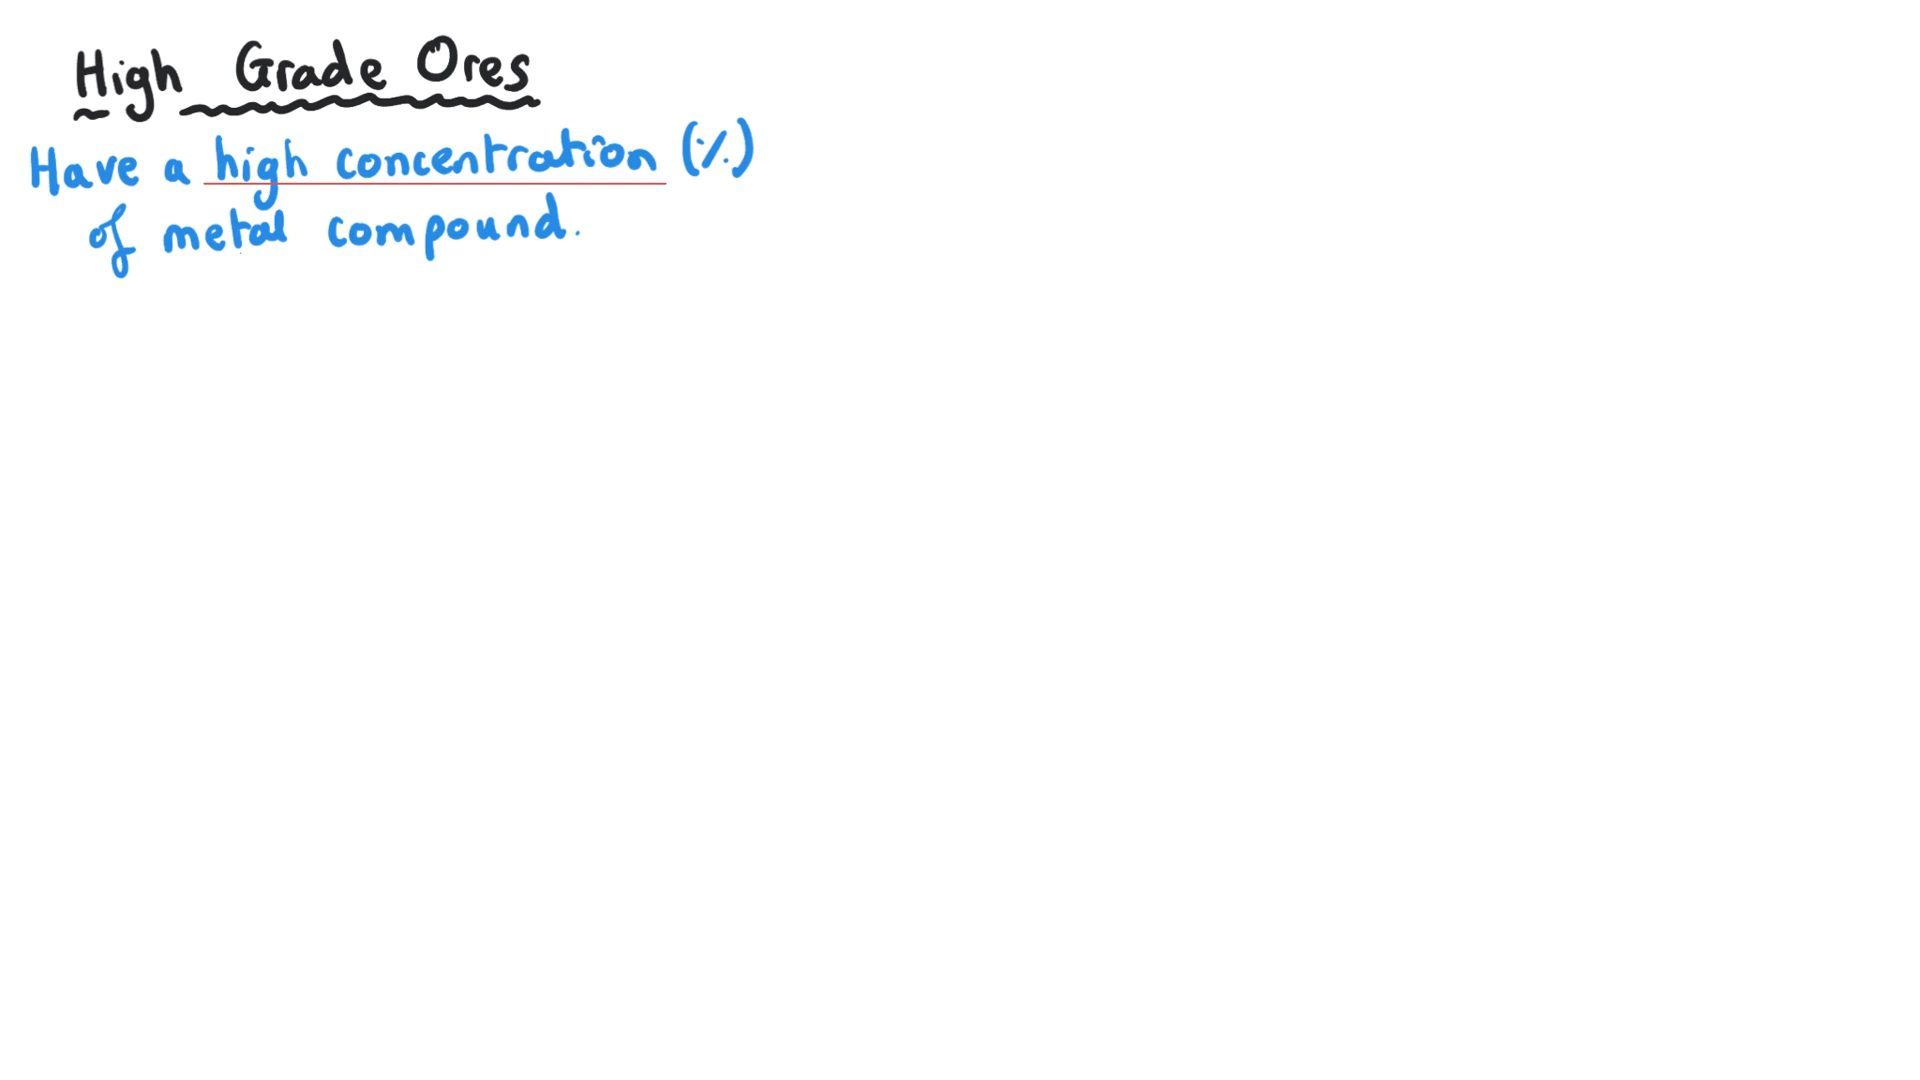 High Grade Ores
Have a high concentration (%)
of metal compound.